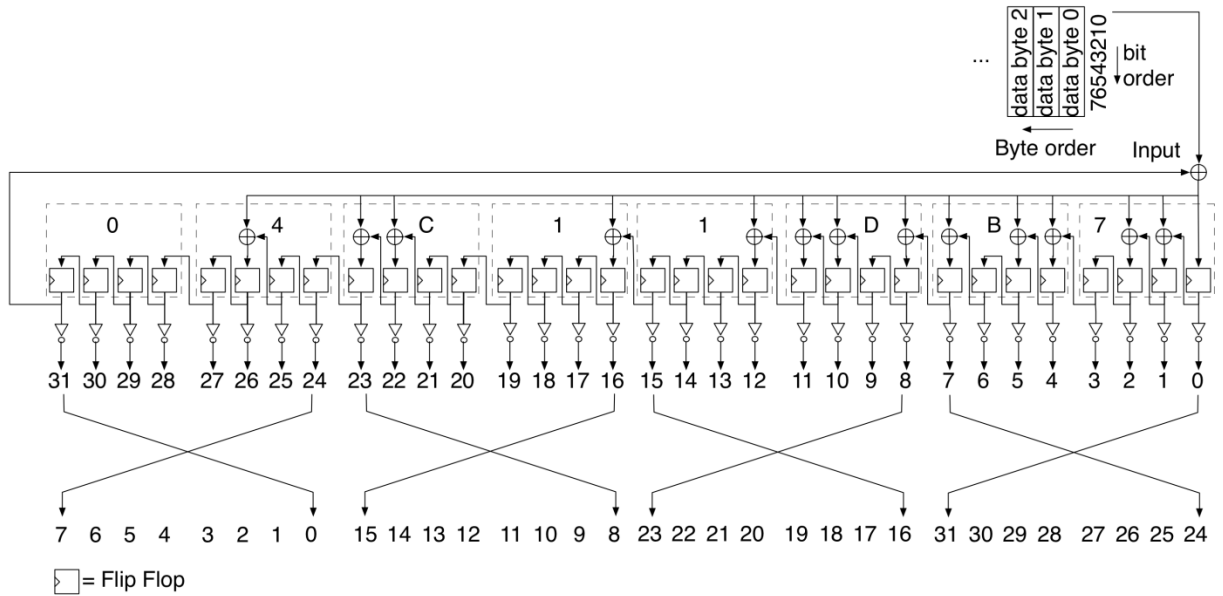 data byte 2
data byte 1
data byte 0
76543210
bit
order
...
Byte order
Input
0 4 C 1 1 D B 7
31 30 29 28 27 26 25 24 23 22 21 20 19 18 17 16 15 14 13 12 11 10 9 8 7 6 5 4 3 2 1 0
7 6 5 4 3 2 1 0 15 14 13 12 11 10 9 8 23 22 21 20 19 18 17 16 31 30 29 28 27 26 25 24
= Flip Flop